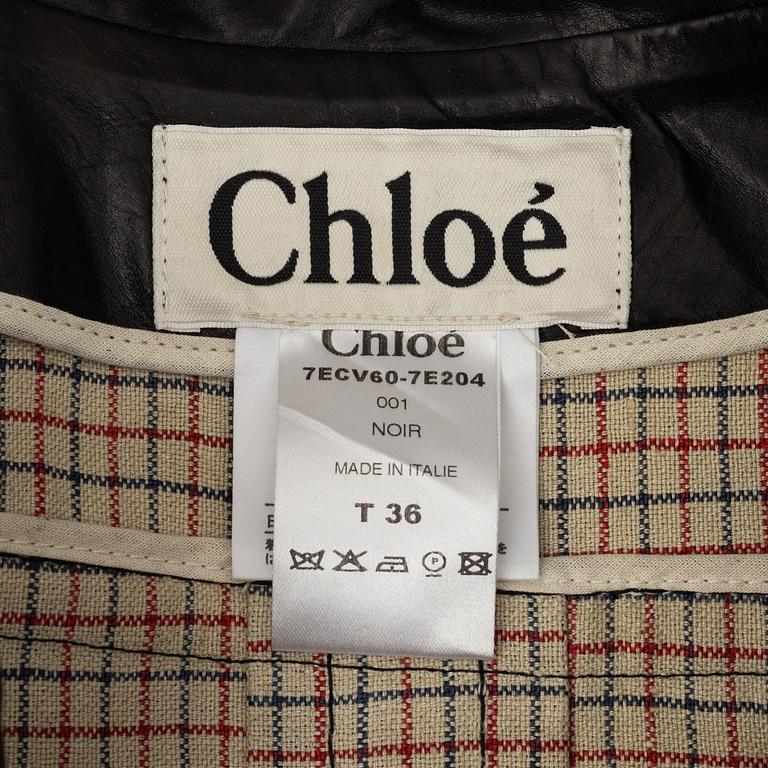 Chloé
Chloé
7ECV60-7E204
001
NOIR
MADE IN ITALIE
T 36
P